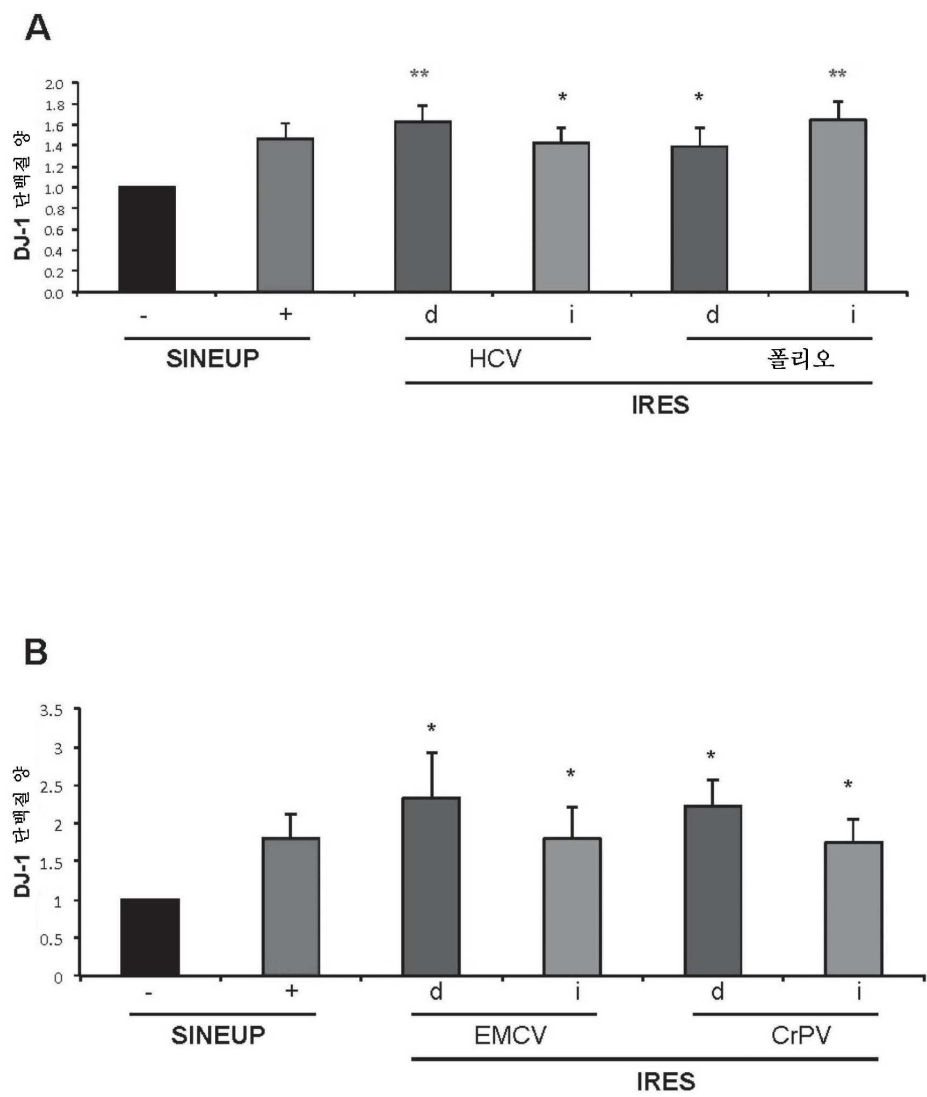 A
** * * **
2.0
1.8
1.6
1.4
1.2
1.0
0.8
0.6
0.4
0.2
0.0
DJ-1 단백질 양
- + d i d i
SINEUP HCV 폴리오
IRES
B
* * * *
3.5
3
2.5
2
1.5
1
0.5
0
DJ-1 단백질 양
- + d i d i
SINEUP EMCV CrPV
IRES